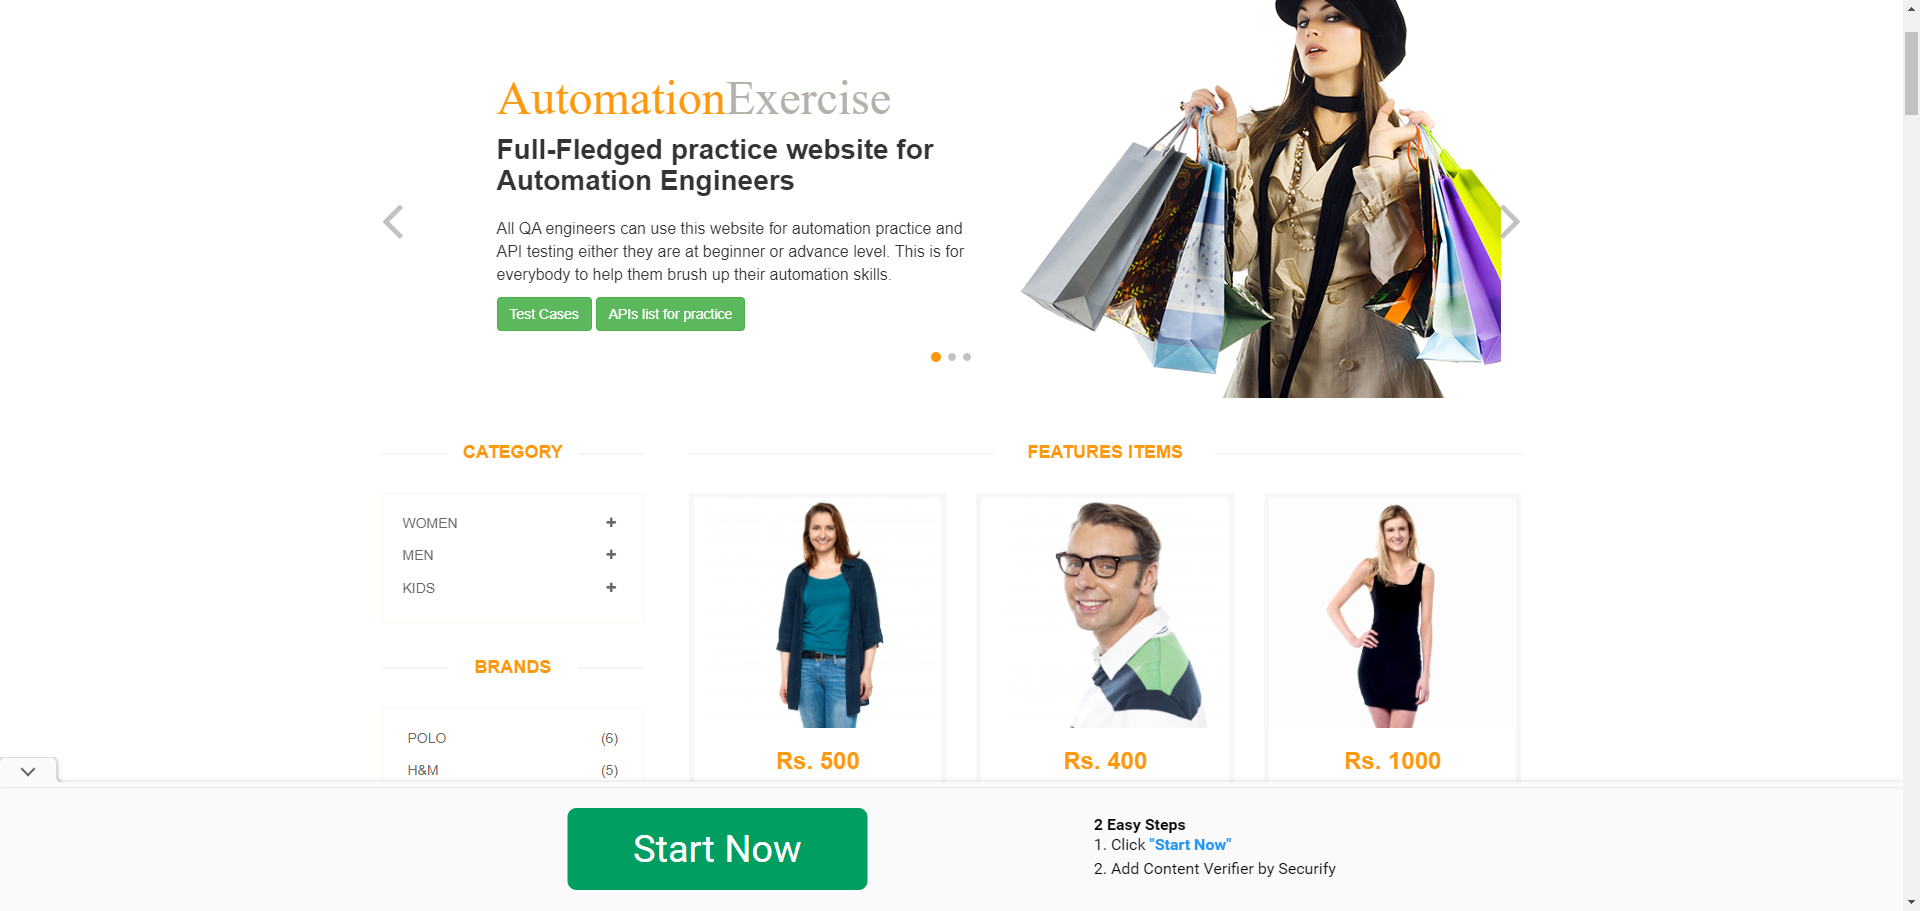 AutomationExercise
Full-Fledged practice website for
Automation Engineers
All QA engineers can use this website for automation practice and
API testing either they are at beginner or advance level. This is for
everybody to help them brush up their automation skills.
Test Cases
APIs list for practice
CATEGORY
WOMEN
MEN
KIDS
BRANDS
POLO (6)
H&M (5)
FEATURES ITEMS
Rs. 500
Rs. 400
Rs. 1000
Start Now
2 Easy Steps
1. Click "Start Now"
2. Add Content Verifier by Securify